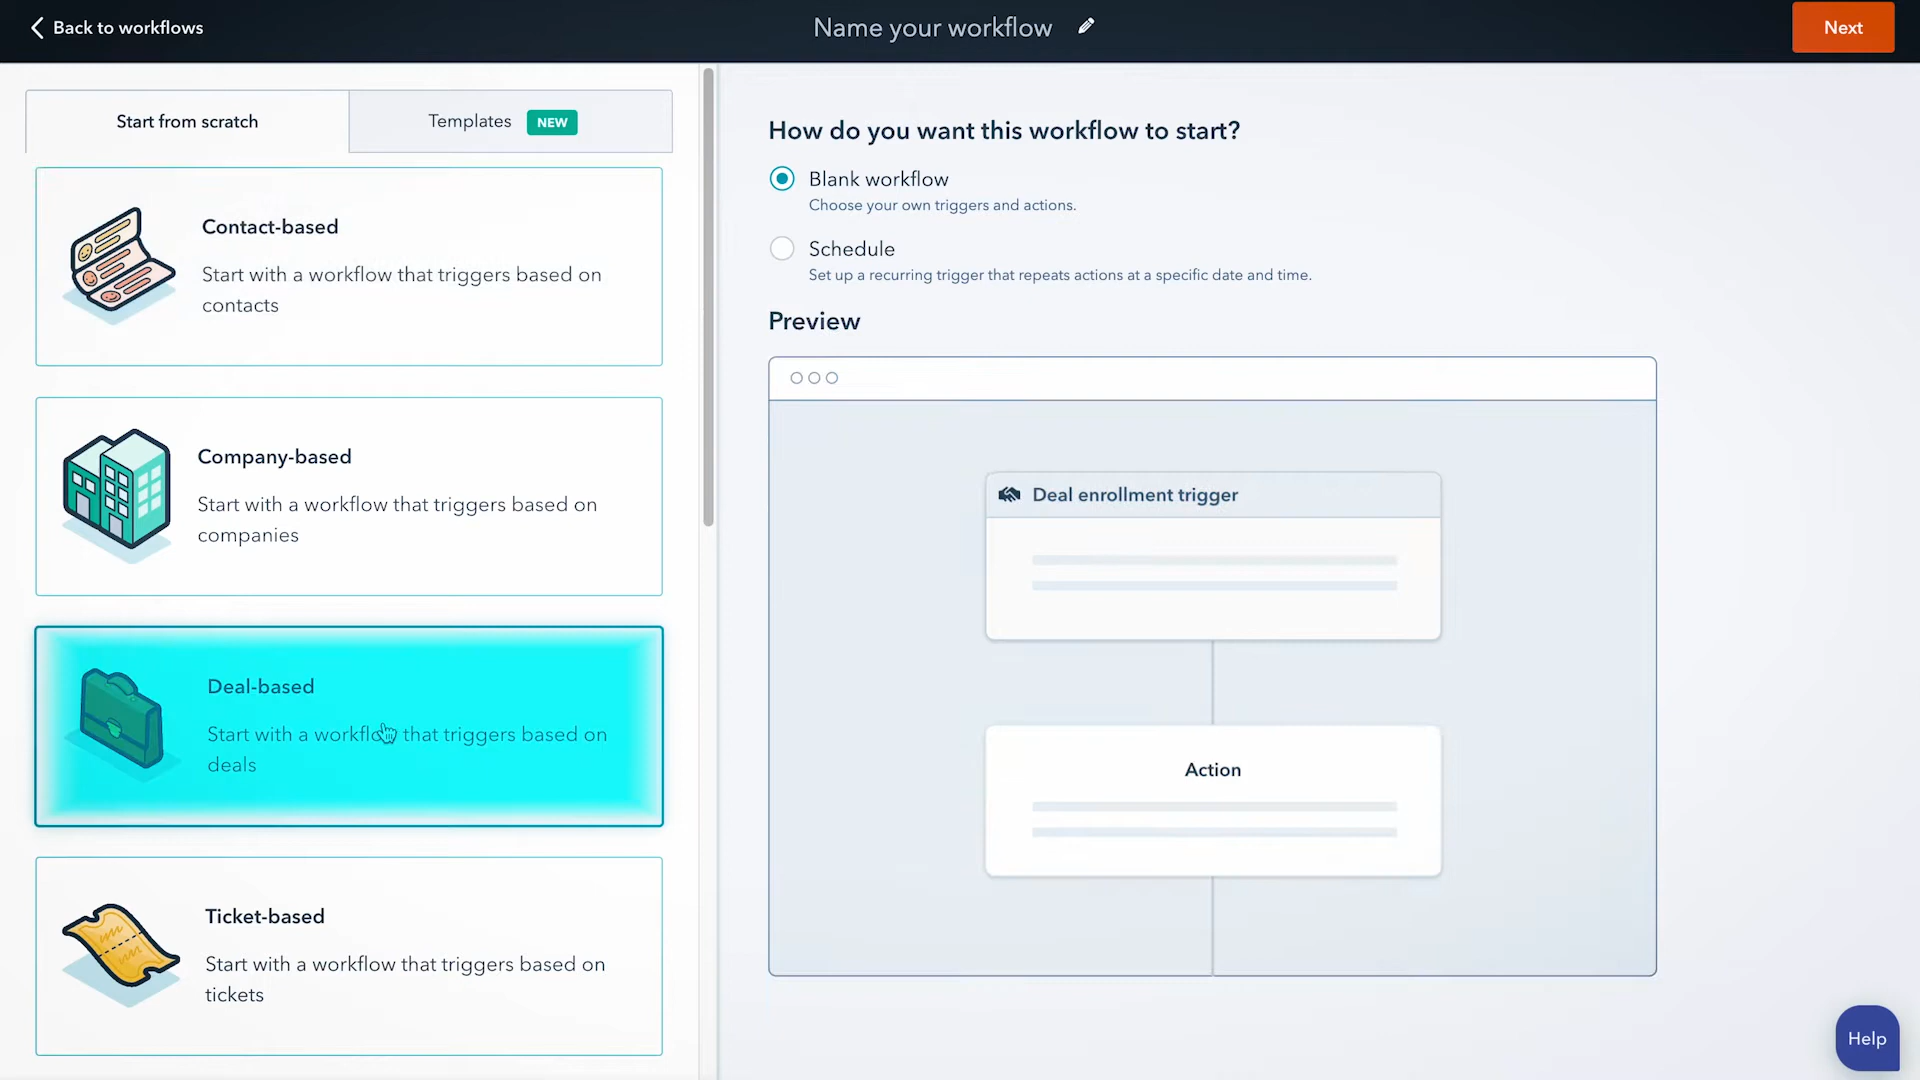 Back to workflows
Name your workflow
Next
Start from scratch
Templates
NEW
Contact-based
Start with a workflow that triggers based on
contacts
Company-based
Start with a workflow that triggers based on
companies
Deal-based
Start with a workflow that triggers based on
deals
Ticket-based
Start with a workflow that triggers based on
tickets
How do you want this workflow to start?
Blank workflow
Choose your own triggers and actions.
Schedule
Set up a recurring trigger that repeats actions at a specific date and time.
Preview
Deal enrollment trigger
Action
Help